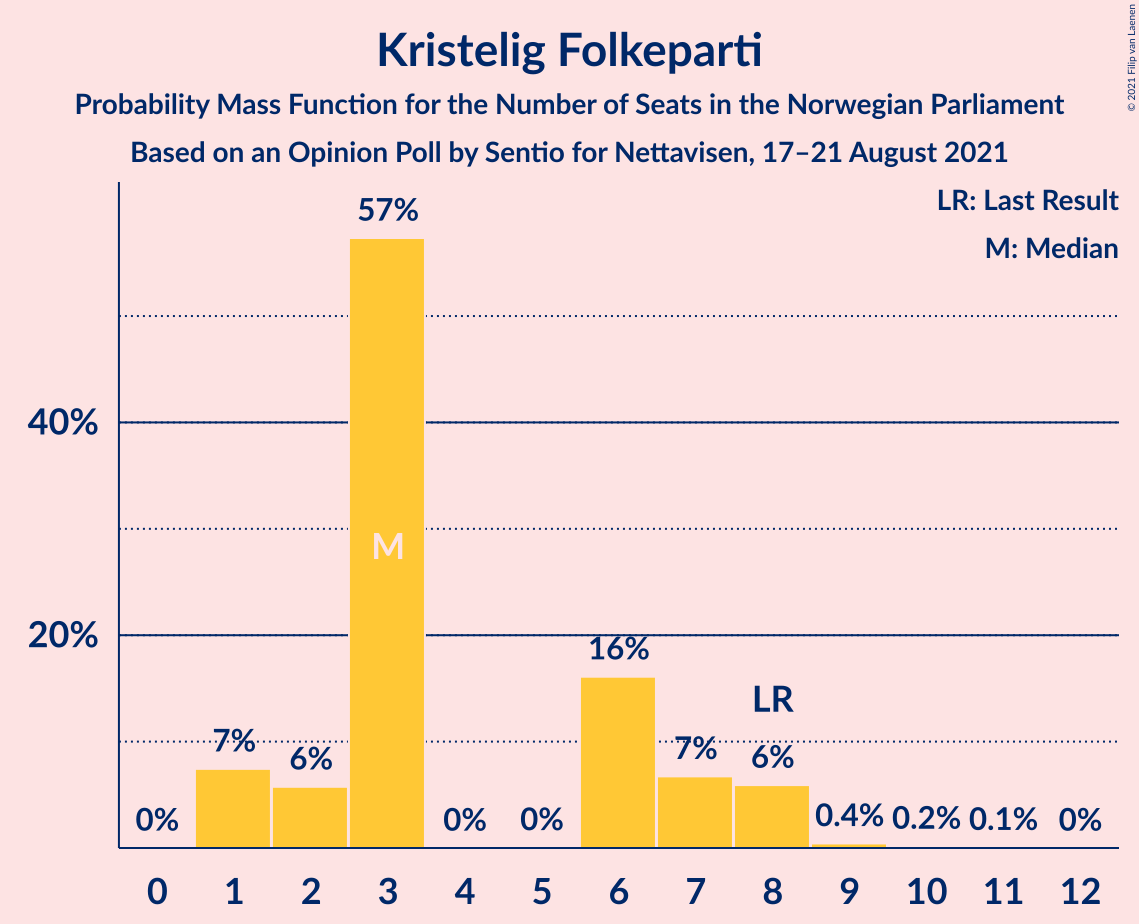 Kristelig Folkeparti
Probability Mass Function for the Number of Seats in the Norwegian Parliament
Based on an Opinion Poll by Sentio for Nettavisen, 17–21 August 2021
© 2021 Filip van Laenen
LR: Last Result
M: Median
57%
40%
M
20%
16%
LR
7%
6%
7%
6%
0%
0%
0%
0.4%
0.2%
0.1%
0%
0 1 2 3 4 5 6 7 8 9 10 11 12